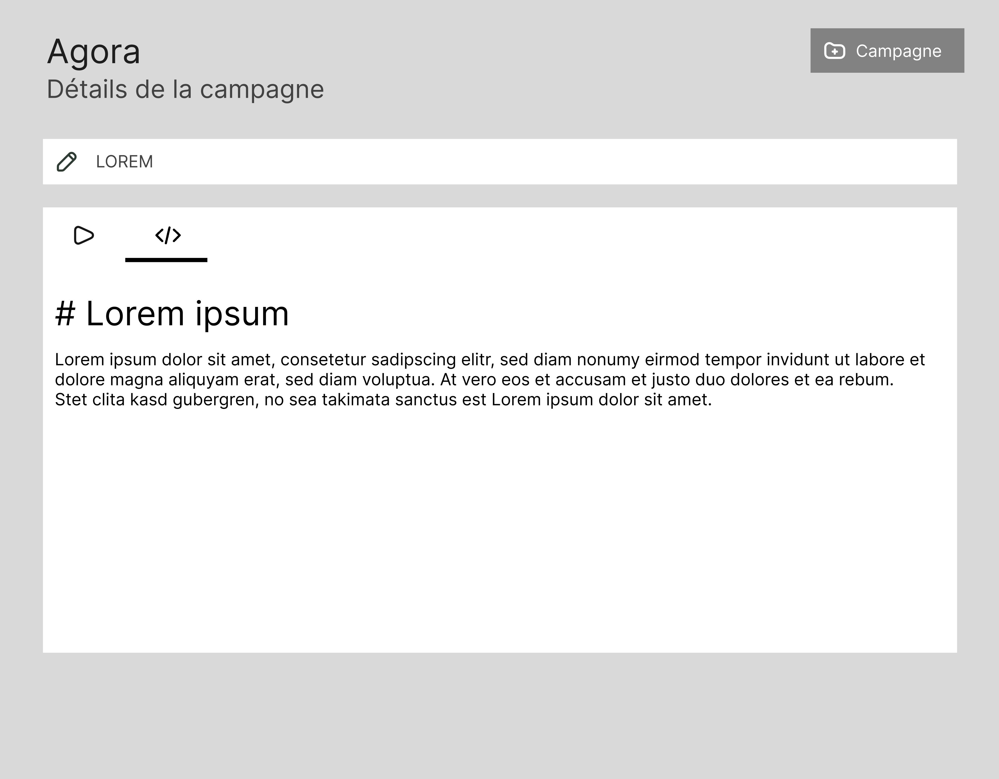 Agora
Campagne
Détails de la campagne
LOREM
# Lorem ipsum
Lorem ipsum dolor sit amet, consetetur sadipscing elitr, sed diam nonumy eirmod tempor invidunt ut labore et
dolore magna aliquyam erat, sed diam voluptua. At vero eos et accusam et justo duo dolores et ea rebum.
Stet clita kasd gubergren, no sea takimata sanctus est Lorem ipsum dolor sit amet.